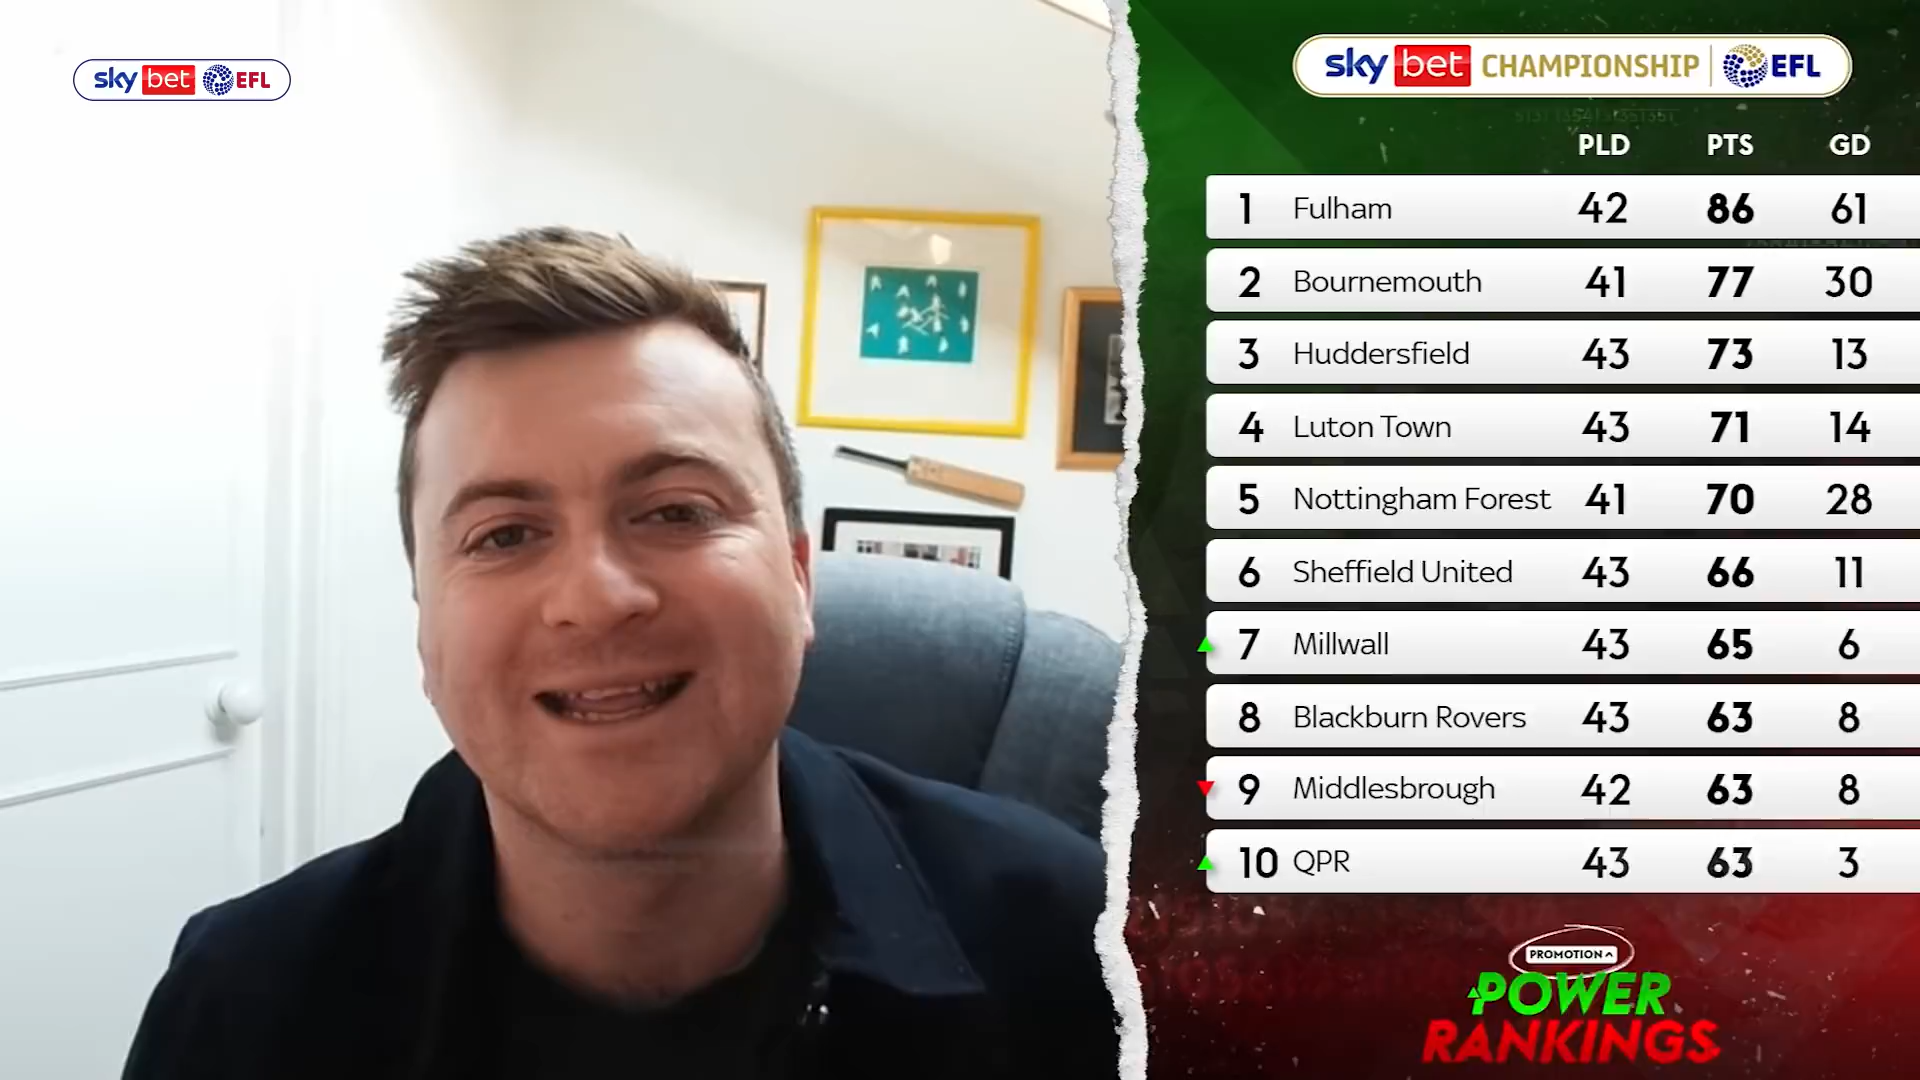 sky bet EFL
sky bet CHAMPIONSHIP EFL
PLD PTS GD
1 Fulham 42 86 61
2 Bournemouth 41 77 30
3 Huddersfield 43 73 13
4 Luton Town 43 71 14
5 Nottingham Forest 41 70 28
6 Sheffield United 43 66 11
7 Millwall 43 65 6
8 Blackburn Rovers 43 63 8
9 Middlesbrough 42 63 8
10 QPR 43 63 3
PROMOTION
POWER
RANKINGS